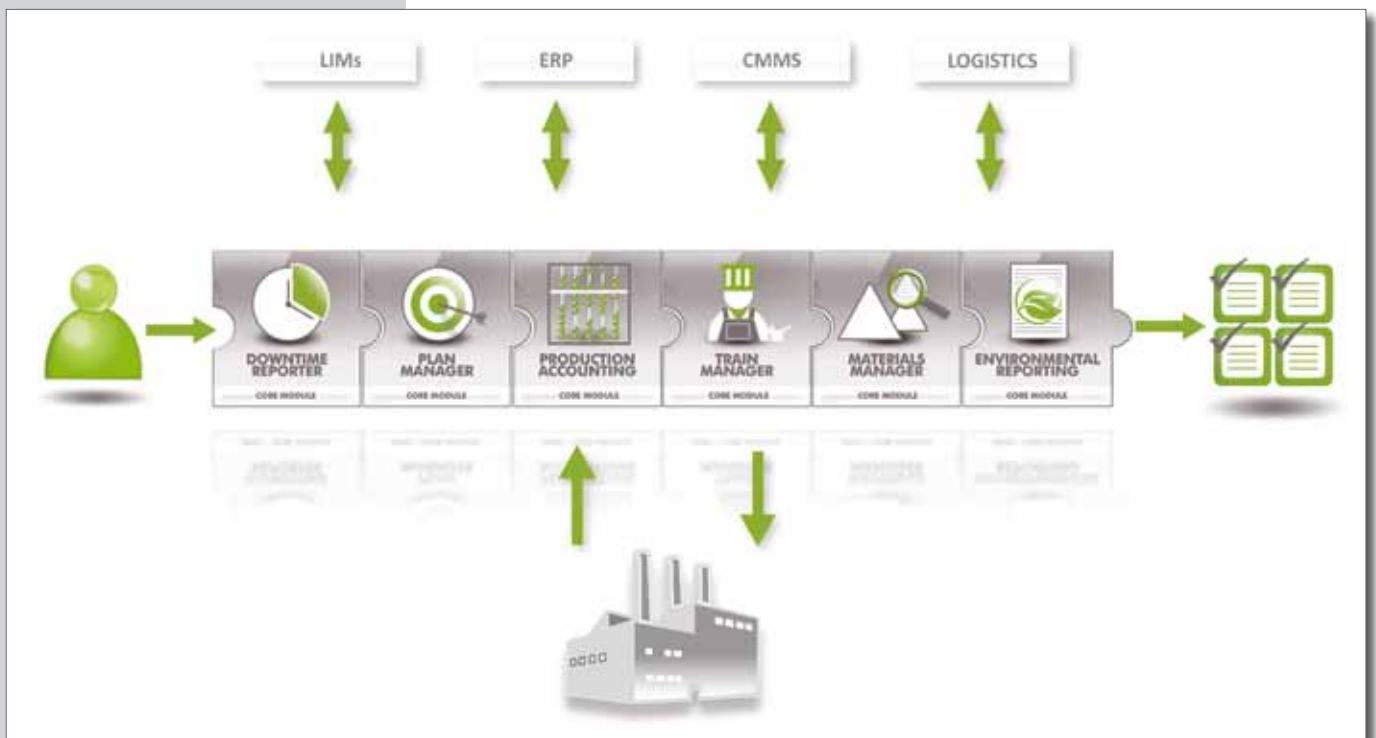 LIMs
ERP
CMMS
LOGISTICS
DOWNTIME
REPORTER
CORE MODULE
PLAN
MANAGER
CORE MODULE
PRODUCTION
ACCOUNTING
CORE MODULE
TRAIN
MANAGER
CORE MODULE
MATERIALS
MANAGER
CORE MODULE
ENVIRONMENTAL
REPORTING
CORE MODULE